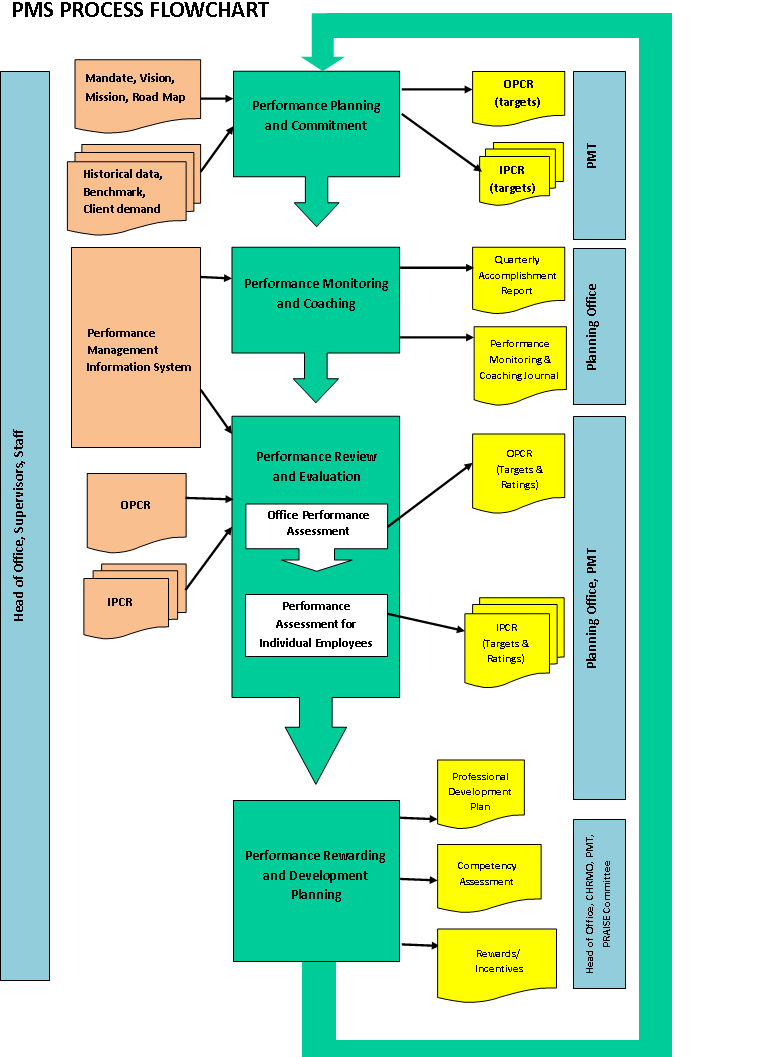 PMS PROCESS FLOWCHART
Head of Office, Supervisors, Staff
Mandate, Vision,
Mission, Road Map
Historical data,
Benchmark,
Client demand
Performance Planning
and Commitment
OPCR
(targets)
IPCR
(targets)
PMT
Performance
Management
Information System
Performance Monitoring
and Coaching
Quarterly
Accomplishment
Report
Performance
Monitoring &
Coaching Journal
Planning Office
OPCR
IPCR
Performance Review
and Evaluation
Office Performance
Assessment
Performance
Assessment for
Individual Employees
OPCR
(Targets &
Ratings)
IPCR
(Targets &
Ratings)
Planning Office, PMT
Performance Rewarding
and Development
Planning
Professional
Development
Plan
Competency
Assessment
Rewards/
Incentives
Head of Office, CHRMO, PMT,
PRAISE Committee